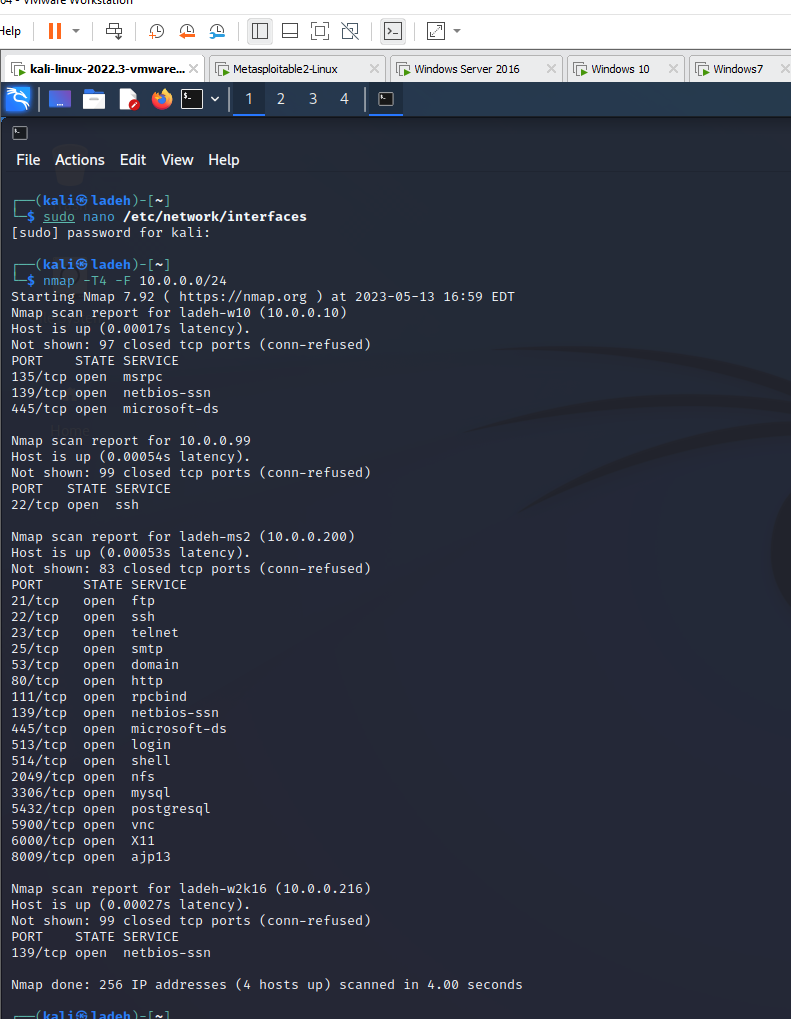 64 - VMware Workstation
Help
kali-linux-2022.3-vmware... Metasploitable2-Linux Windows Server 2016 Windows 10 Windows7
1 2 3 4
File Actions Edit View Help
┌──(kali㉿ladeh)-[~]
└─$ sudo nano /etc/network/interfaces
[sudo] password for kali:
┌──(kali㉿ladeh)-[~]
└─$ nmap -T4 -F 10.0.0.0/24
Starting Nmap 7.92 ( https://nmap.org ) at 2023-05-13 16:59 EDT
Nmap scan report for ladeh-w10 (10.0.0.10)
Host is up (0.00017s latency).
Not shown: 97 closed tcp ports (conn-refused)
PORT    STATE SERVICE
135/tcp open  msrpc
139/tcp open  netbios-ssn
445/tcp open  microsoft-ds
Home
Nmap scan report for 10.0.0.99
Host is up (0.00054s latency).
Not shown: 99 closed tcp ports (conn-refused)
PORT   STATE SERVICE
22/tcp open  ssh
Nmap scan report for ladeh-ms2 (10.0.0.200)
Host is up (0.00053s latency).
Not shown: 83 closed tcp ports (conn-refused)
PORT     STATE SERVICE
21/tcp   open  ftp
22/tcp   open  ssh
23/tcp   open  telnet
25/tcp   open  smtp
53/tcp   open  domain
80/tcp   open  http
111/tcp  open  rpcbind
139/tcp  open  netbios-ssn
445/tcp  open  microsoft-ds
513/tcp  open  login
514/tcp  open  shell
2049/tcp open  nfs
3306/tcp open  mysql
5432/tcp open  postgresql
5900/tcp open  vnc
6000/tcp open  X11
8009/tcp open  ajp13
Nmap scan report for ladeh-w2k16 (10.0.0.216)
Host is up (0.00027s latency).
Not shown: 99 closed tcp ports (conn-refused)
PORT    STATE SERVICE
139/tcp open  netbios-ssn
Nmap done: 256 IP addresses (4 hosts up) scanned in 4.00 seconds
┌──(kali㉿ladeh)-[~]